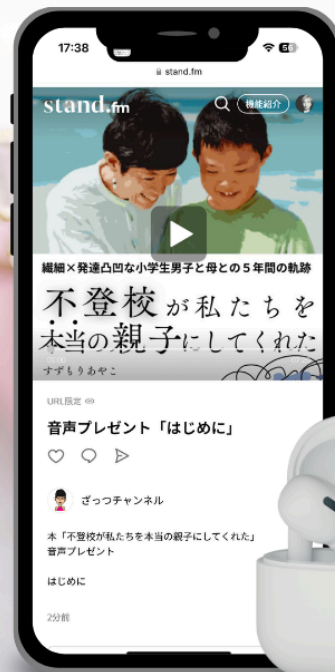 17:38
stand.fm
stand.fm
機能紹介
繊細×発達凸凹な小学生男子と母との5年間の軌跡
不登校が私たちを
本当の親子にしてくれた
すずもりあやこ
URL限定
音声プレゼント「はじめに」
ざっつチャンネル
本「不登校が私たちを本当の親子にしてくれた」
音声プレゼント
はじめに
2分前